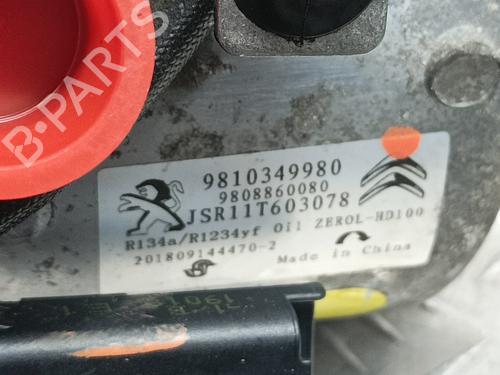 B-PARTS
9810349980
9808860080
JSR11T603078
R134a/R1234yf Oil ZEROL-HD100
201809144470-2
Made in China